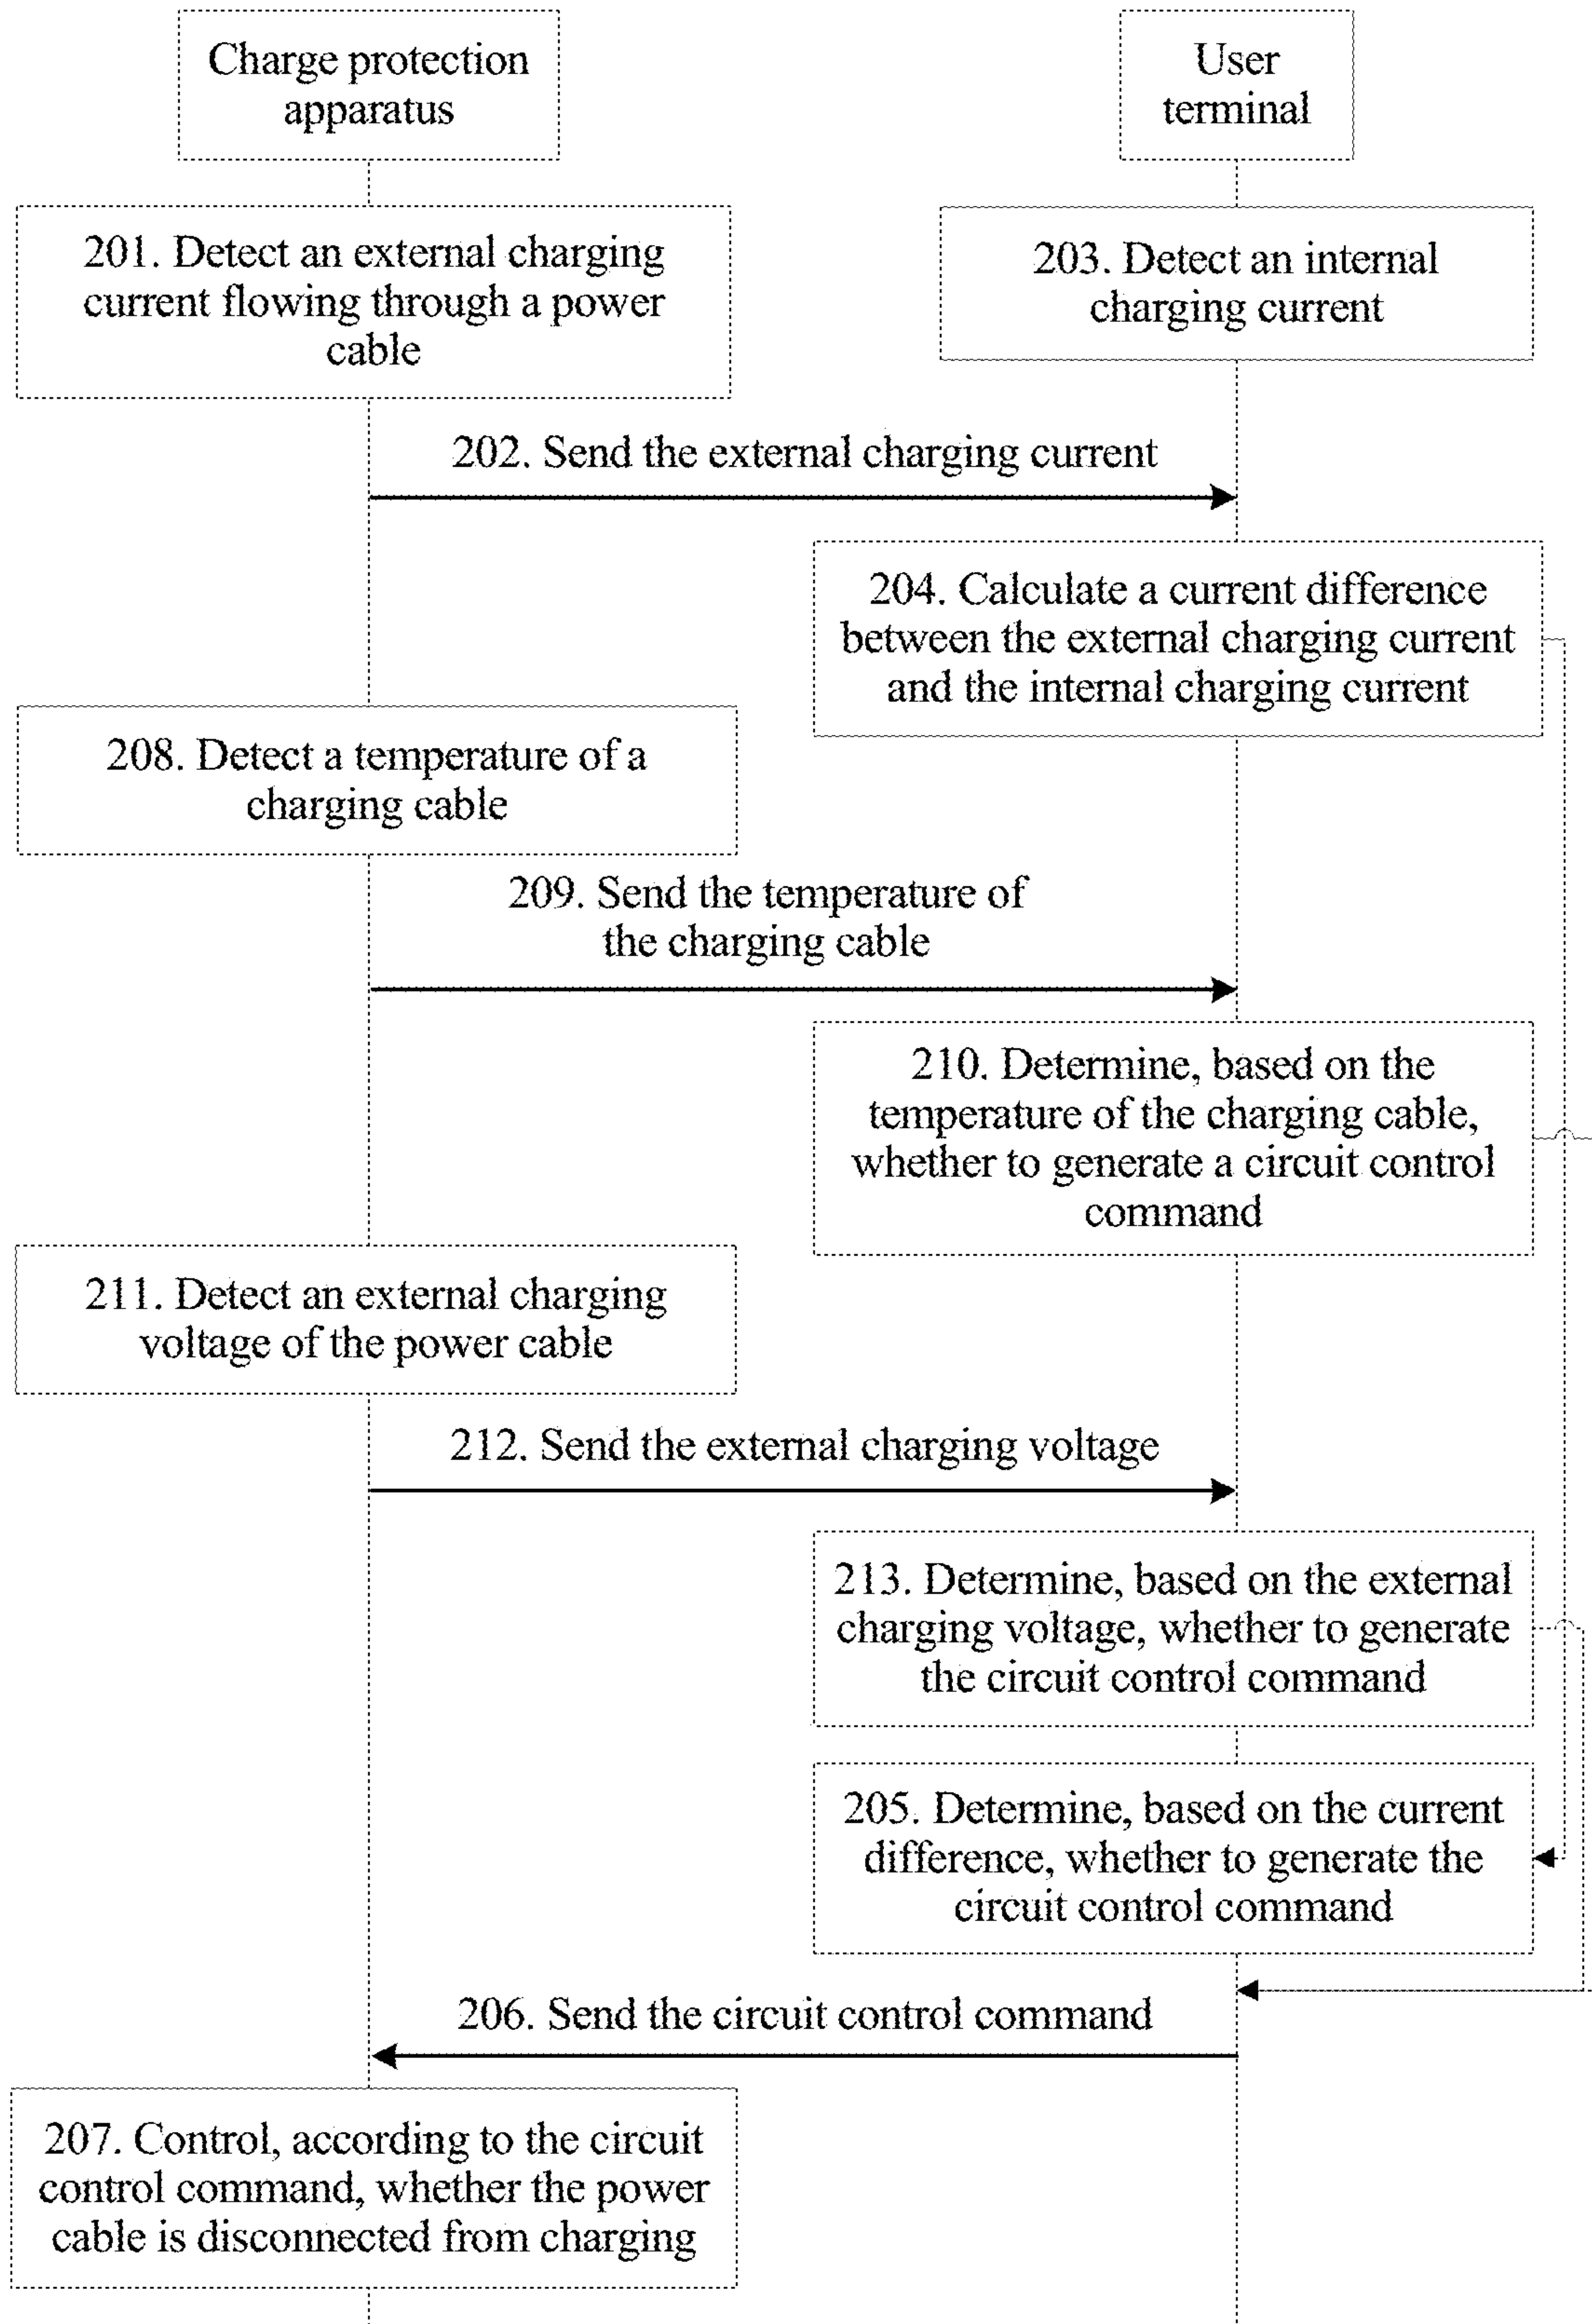 Charge protection
apparatus
User
terminal
201. Detect an external charging
current flowing through a power
cable
203. Detect an internal
charging current
202. Send the external charging current
204. Calculate a current difference
between the external charging current
and the internal charging current
208. Detect a temperature of a
charging cable
209. Send the temperature of
the charging cable
210. Determine, based on the
temperature of the charging cable,
whether to generate a circuit control
command
211. Detect an external charging
voltage of the power cable
212. Send the external charging voltage
213. Determine, based on the external
charging voltage, whether to generate
the circuit control command
205. Determine, based on the current
difference, whether to generate the
circuit control command
206. Send the circuit control command
207. Control, according to the circuit
control command, whether the power
cable is disconnected from charging